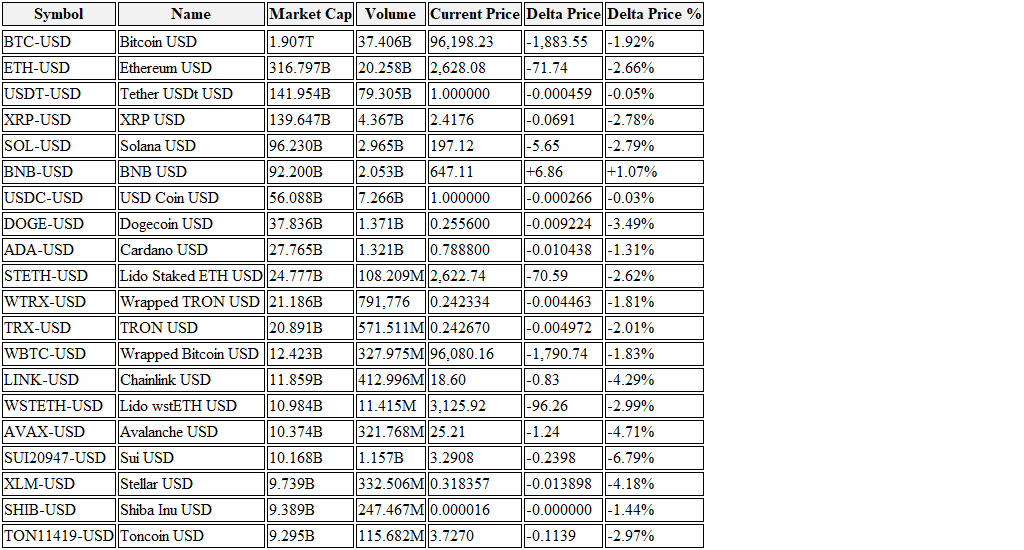 Symbol Name Market Cap Volume Current Price Delta Price Delta Price %
BTC-USD Bitcoin USD 1.907T 37.406B 96,198.23 -1,883.55 -1.92%
ETH-USD Ethereum USD 316.797B 20.258B 2,628.08 -71.74 -2.66%
USDT-USD Tether USDt USD 141.954B 79.305B 1.000000 -0.000459 -0.05%
XRP-USD XRP USD 139.647B 4.367B 2.4176 -0.0691 -2.78%
SOL-USD Solana USD 96.230B 2.965B 197.12 -5.65 -2.79%
BNB-USD BNB USD 92.200B 2.053B 647.11 +6.86 +1.07%
USDC-USD USD Coin USD 56.088B 7.266B 1.000000 -0.000266 -0.03%
DOGE-USD Dogecoin USD 37.836B 1.371B 0.255600 -0.009224 -3.49%
ADA-USD Cardano USD 27.765B 1.321B 0.788800 -0.010438 -1.31%
STETH-USD Lido Staked ETH USD 24.777B 108.209M 2,622.74 -70.59 -2.62%
WTRX-USD Wrapped TRON USD 21.186B 791,776 0.242334 -0.004463 -1.81%
TRX-USD TRON USD 20.891B 571.511M 0.242670 -0.004972 -2.01%
WBTC-USD Wrapped Bitcoin USD 12.423B 327.975M 96,080.16 -1,790.74 -1.83%
LINK-USD Chainlink USD 11.859B 412.996M 18.60 -0.83 -4.29%
WSTETH-USD Lido wstETH USD 10.984B 11.415M 3,125.92 -96.26 -2.99%
AVAX-USD Avalanche USD 10.374B 321.768M 25.21 -1.24 -4.71%
SUI20947-USD Sui USD 10.168B 1.157B 3.2908 -0.2398 -6.79%
XLM-USD Stellar USD 9.739B 332.506M 0.318357 -0.013898 -4.18%
SHIB-USD Shiba Inu USD 9.389B 247.467M 0.000016 -0.000000 -1.44%
TON11419-USD Toncoin USD 9.295B 115.682M 3.7270 -0.1139 -2.97%